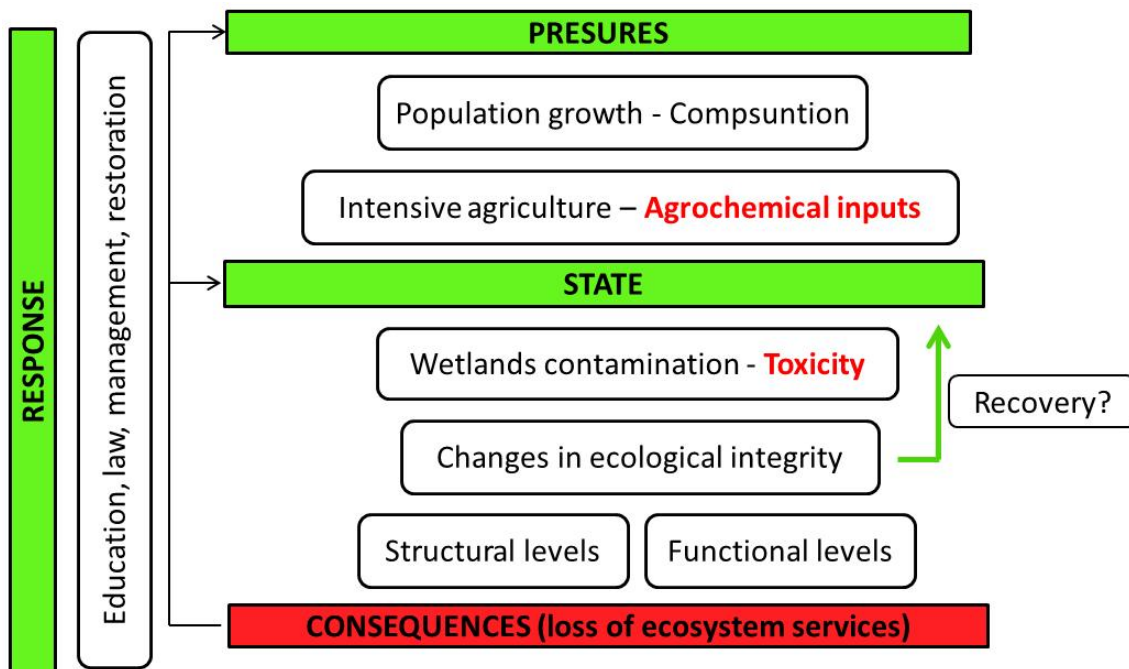 RESPONSE
Education, law, management, restoration
PRESURES
Population growth - Compsuntion
Intensive agriculture – Agrochemical inputs
STATE
Wetlands contamination - Toxicity
Recovery?
Changes in ecological integrity
Structural levels
Functional levels
CONSEQUENCES (loss of ecosystem services)